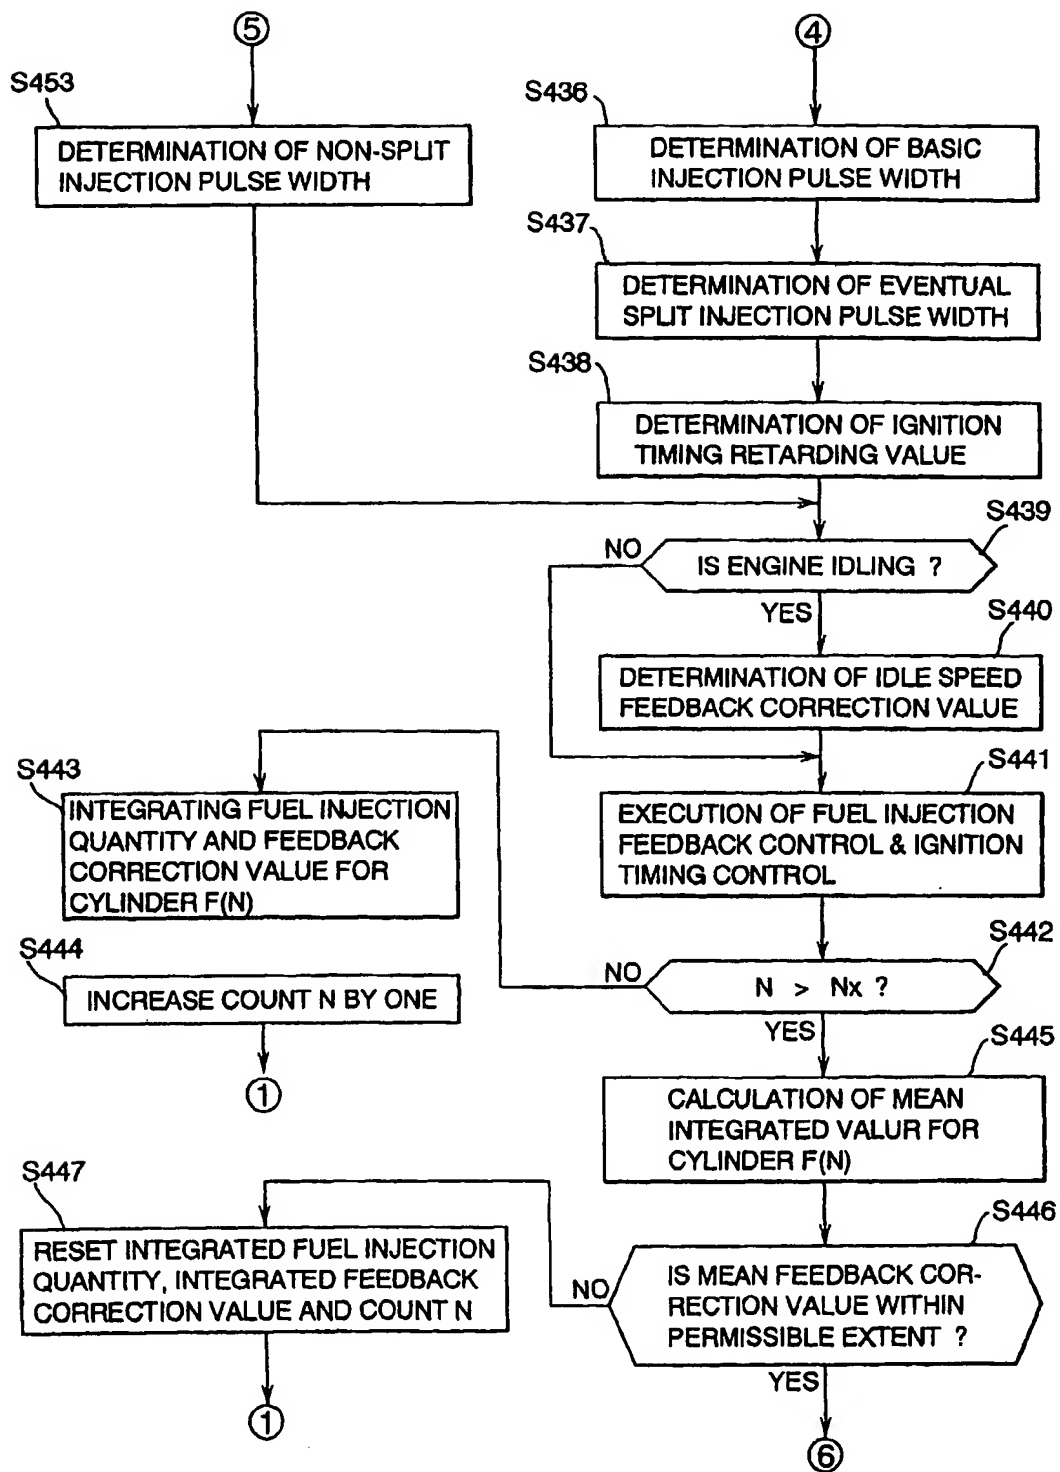 ⑤
④
S453
DETERMINATION OF NON-SPLIT
INJECTION PULSE WIDTH
S436
DETERMINATION OF BASIC
INJECTION PULSE WIDTH
S437
DETERMINATION OF EVENTUAL
SPLIT INJECTION PULSE WIDTH
S438
DETERMINATION OF IGNITION
TIMING RETARDING VALUE
S439
NO
IS ENGINE IDLING ?
YES
S440
DETERMINATION OF IDLE SPEED
FEEDBACK CORRECTION VALUE
S441
EXECUTION OF FUEL INJECTION
FEEDBACK CONTROL & IGNITION
TIMING CONTROL
S442
NO
N > Nx ?
YES
S443
INTEGRATING FUEL INJECTION
QUANTITY AND FEEDBACK
CORRECTION VALUE FOR
CYLINDER F(N)
S444
INCREASE COUNT N BY ONE
①
S445
CALCULATION OF MEAN
INTEGRATED VALUR FOR
CYLINDER F(N)
S446
NO
IS MEAN FEEDBACK COR-
RECTION VALUE WITHIN
PERMISSIBLE EXTENT ?
YES
S447
RESET INTEGRATED FUEL INJECTION
QUANTITY, INTEGRATED FEEDBACK
CORRECTION VALUE AND COUNT N
①
⑥